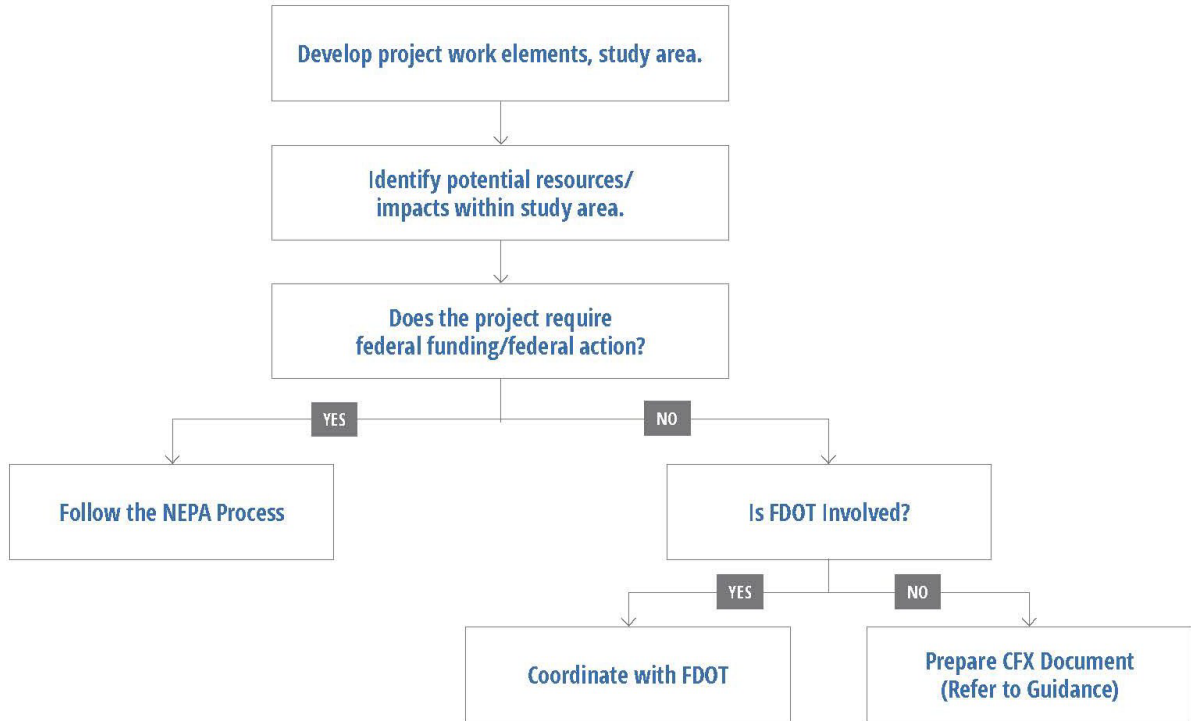 Develop project work elements, study area.
Identify potential resources/
impacts within study area.
Does the project require
federal funding/federal action?
YES
NO
Follow the NEPA Process
Is FDOT Involved?
YES
NO
Coordinate with FDOT
Prepare CFX Document
(Refer to Guidance)